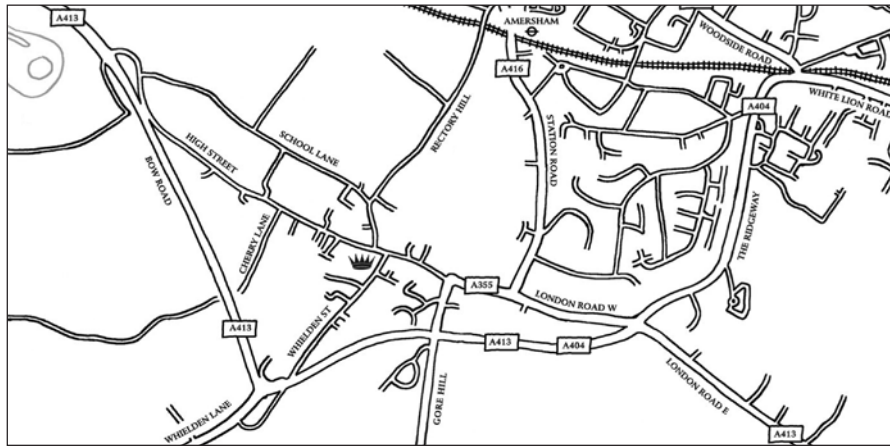 A413
AMERSHAM
WOODSIDE ROAD
A416
WHITE LION ROAD
A404
RECTORY HILL
STATION ROAD
SCHOOL LANE
HIGH STREET
BOW ROAD
CHERRY LANE
THE RIDGEWAY
A355
LONDON ROAD W
A413
WHIELDEN ST
A413
A404
LONDON ROAD E
GORE HILL
WHIELDEN LANE
A413